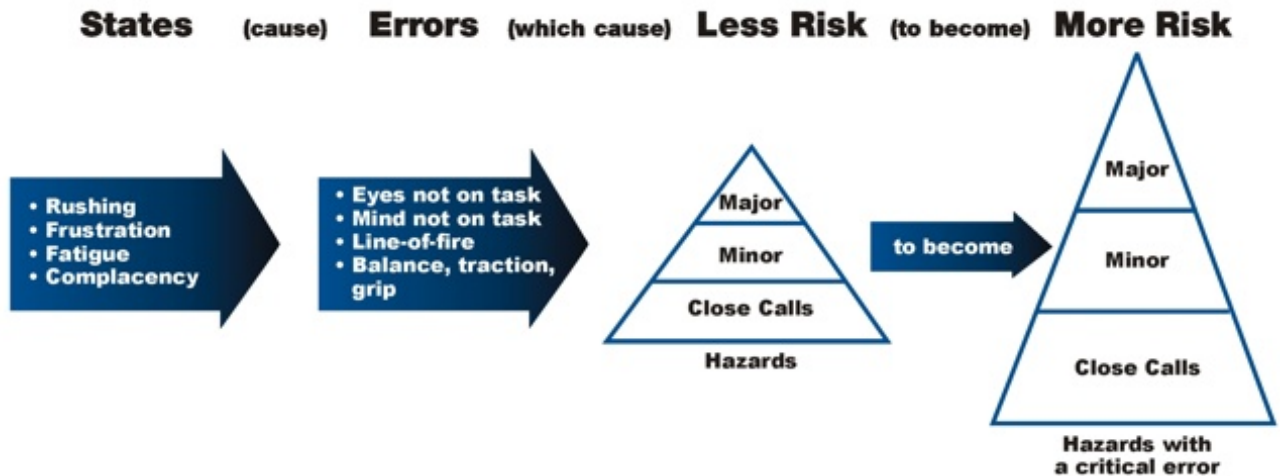 States (cause) Errors (which cause) Less Risk (to become) More Risk
• Rushing
• Frustration
• Fatigue
• Complacency
• Eyes not on task
• Mind not on task
• Line-of-fire
• Balance, traction,
grip
Major
Minor
Close Calls
Hazards
to become
Major
Minor
Close Calls
Hazards with
a critical error